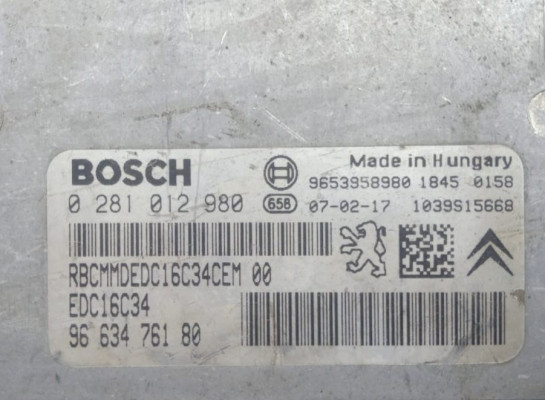 BOSCH
Made in Hungary
9653958980 1845 0158
0 281 012 980
658
07-02-17 1039S15668
RBCMMDEDC16C34CEM 00
EDC16C34
96 634 761 80